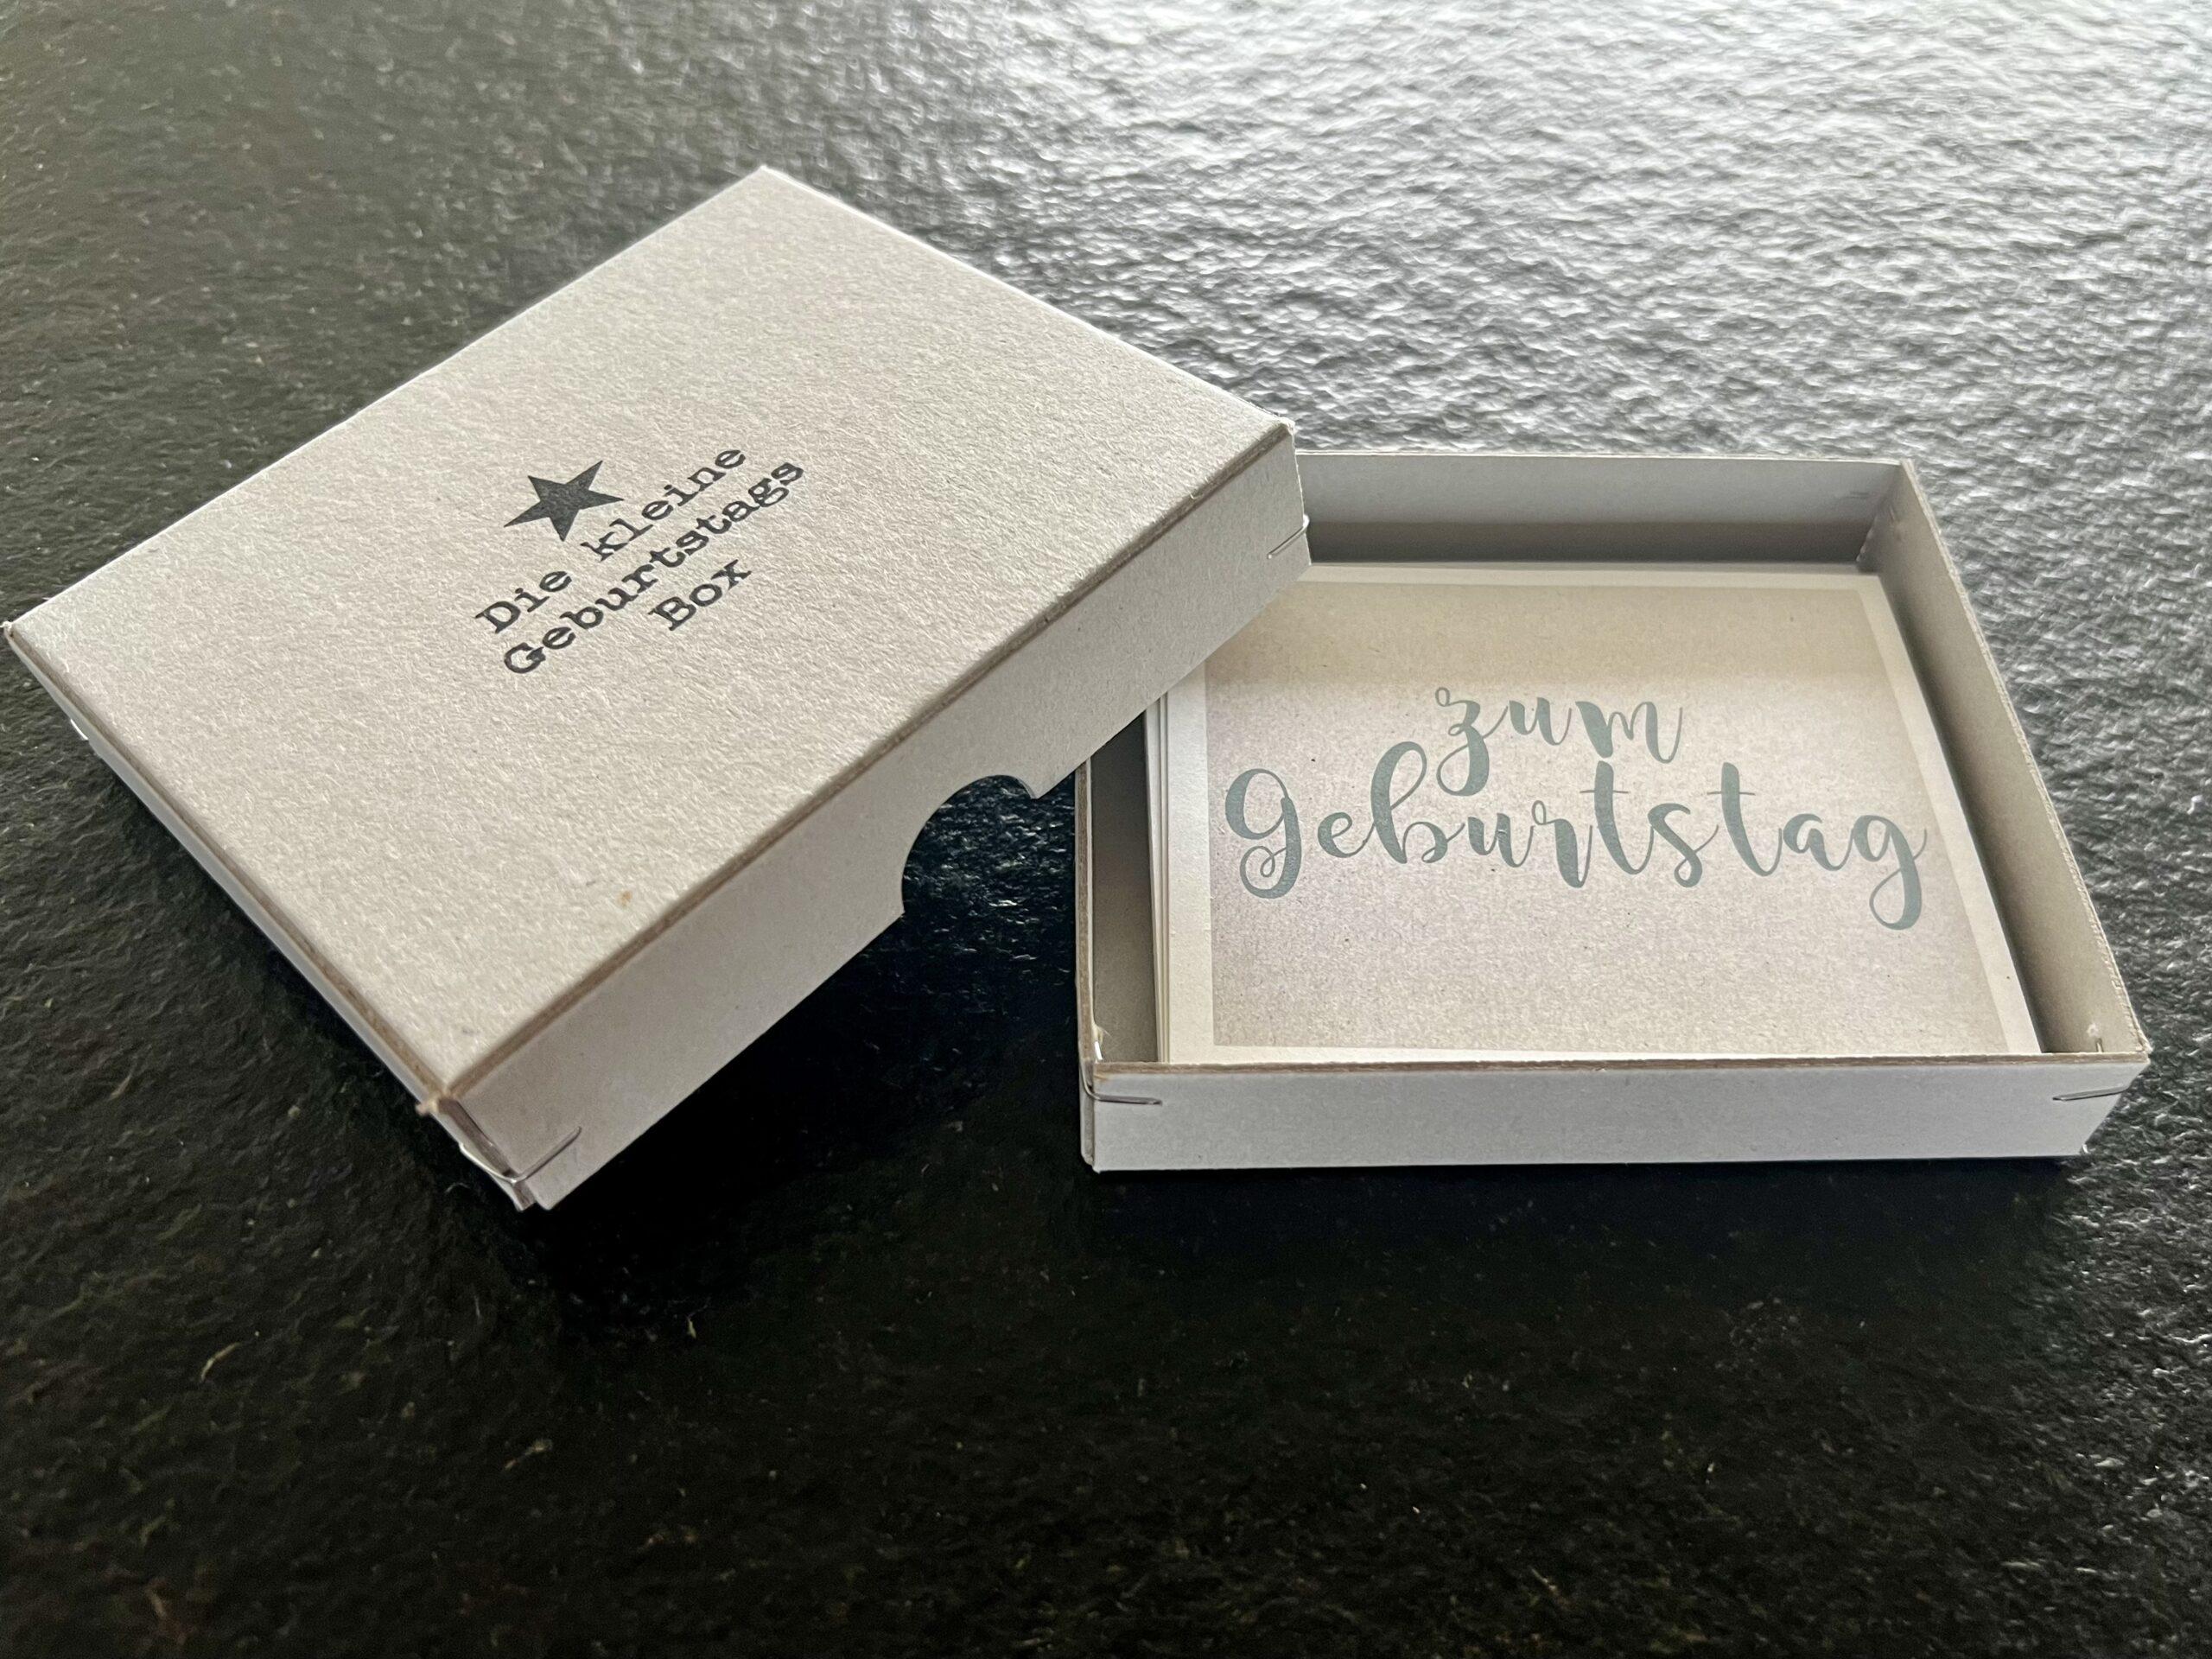 Die kleine
Geburtstags
Box
zum
Geburtstag